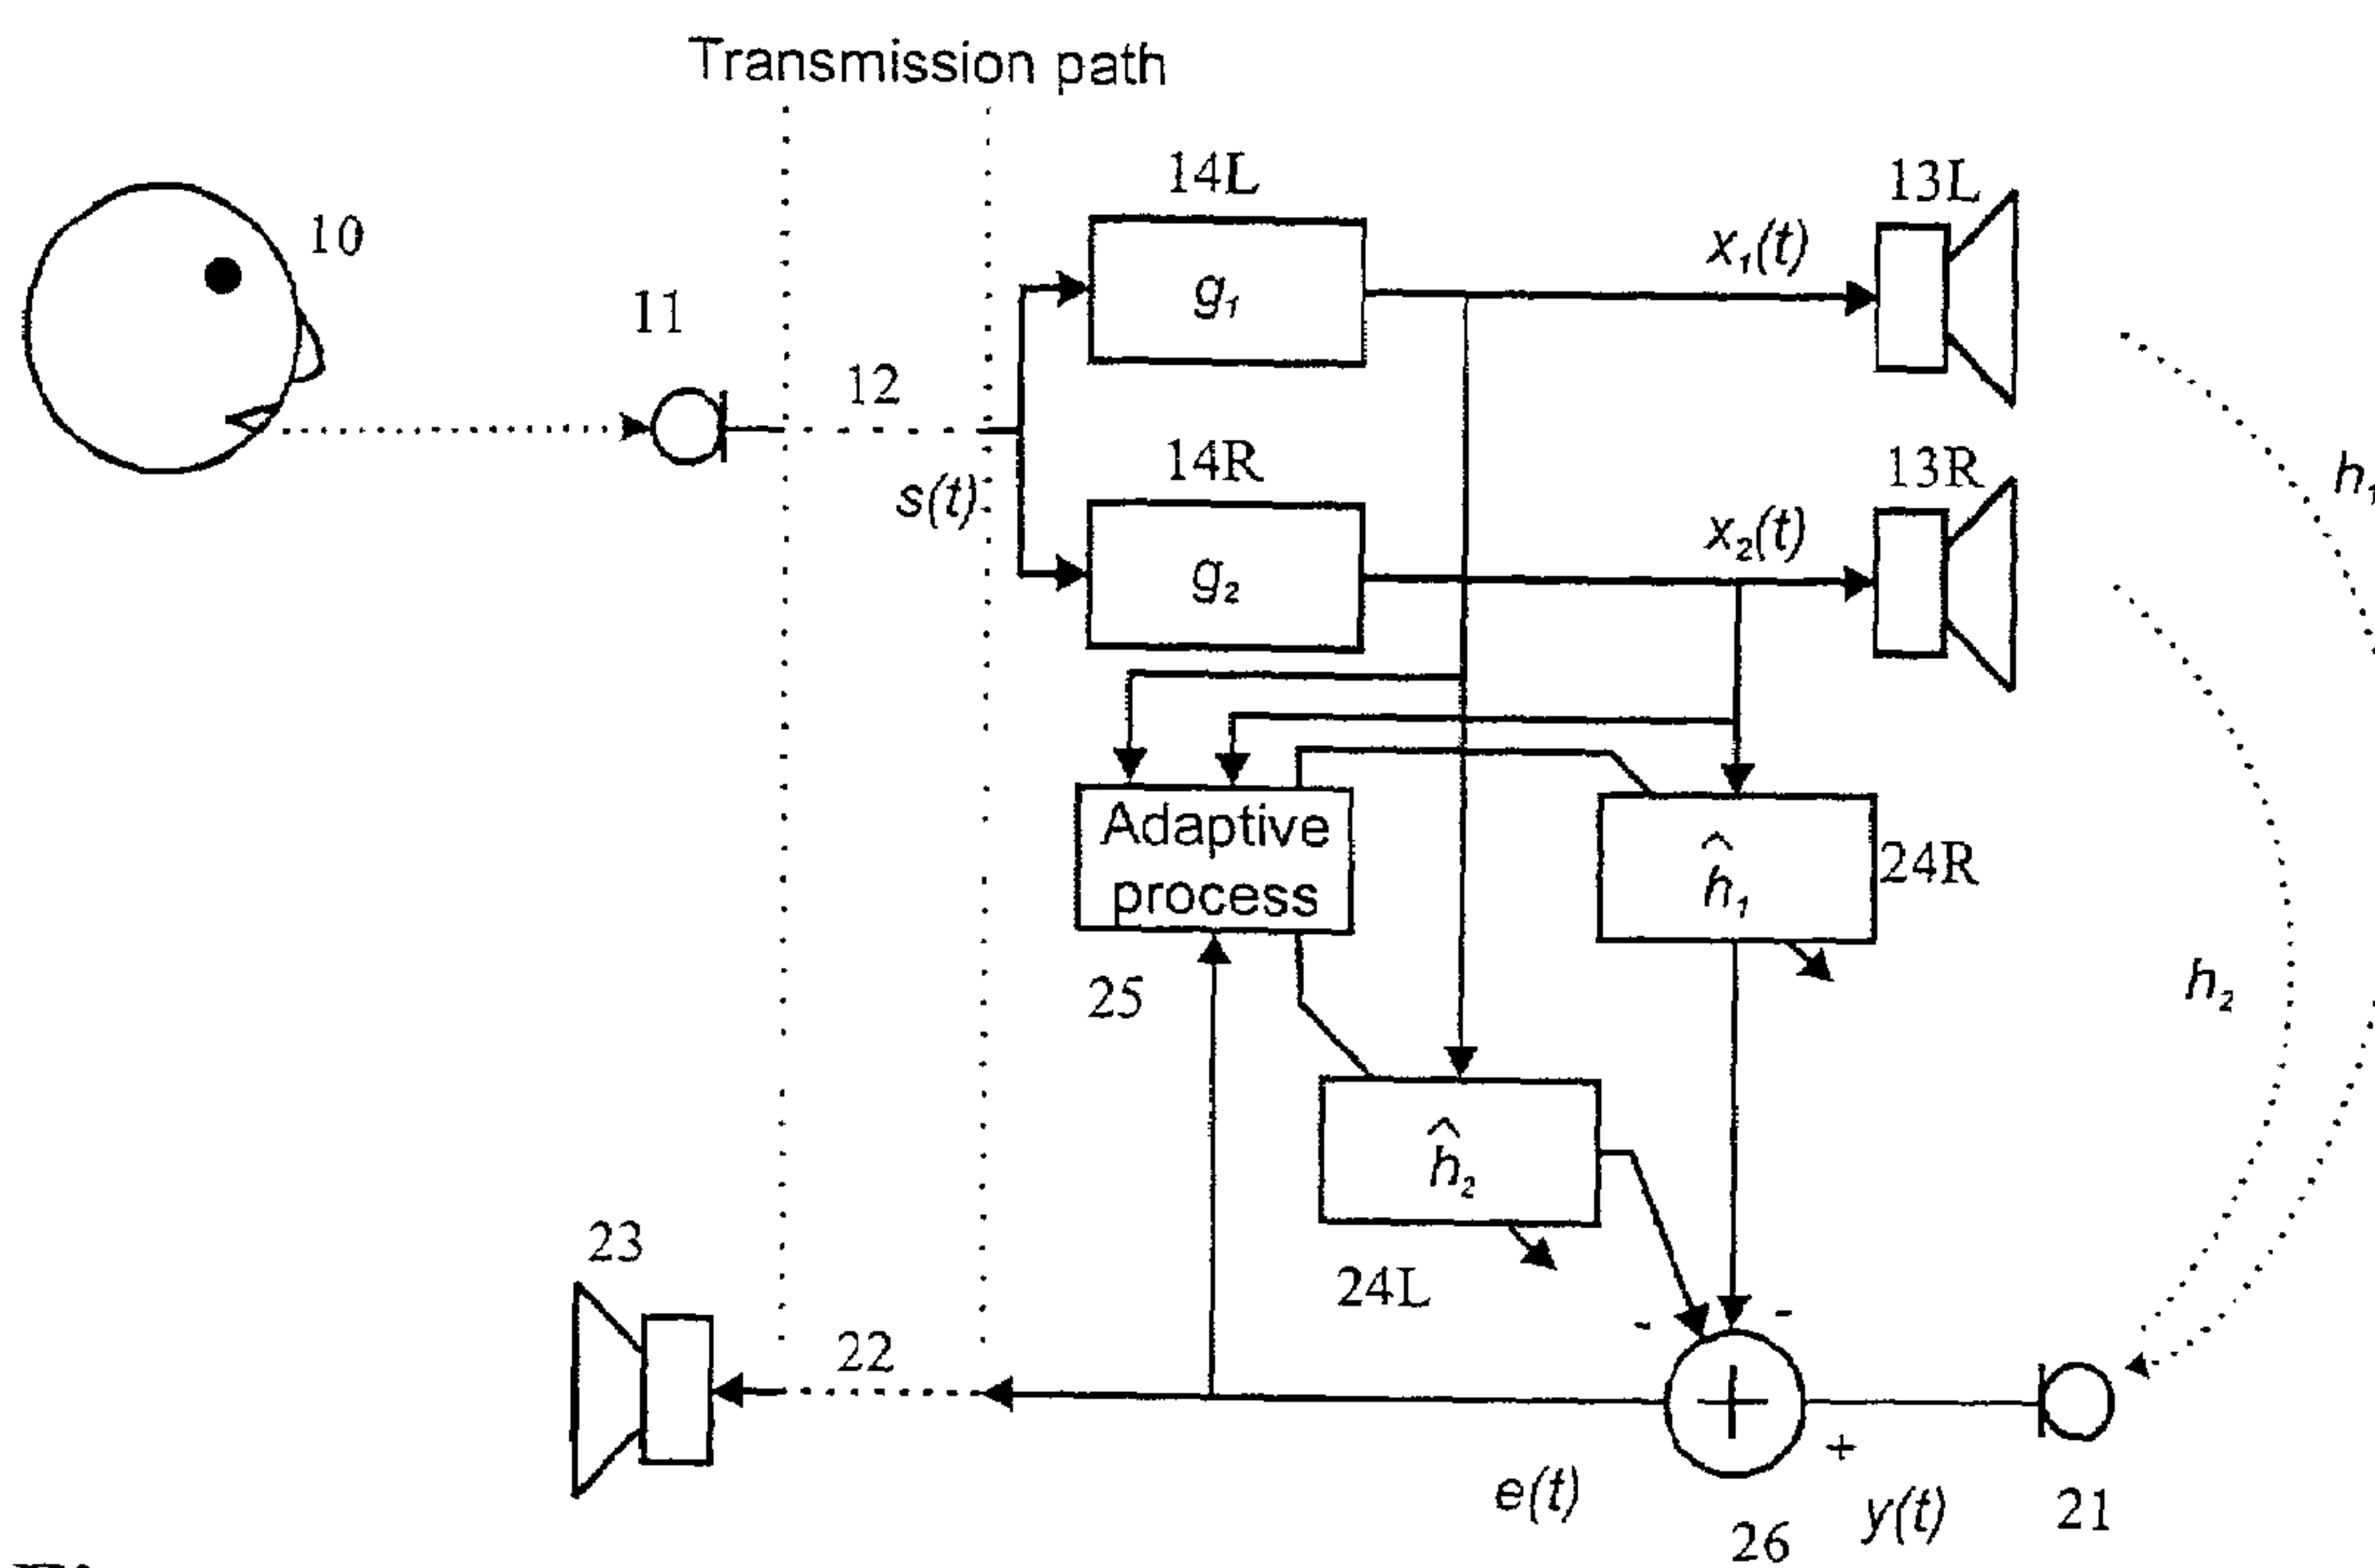 Transmission path
10
11
12
s(t)
14L
g₁
14R
g₂
x₁(t)
13L
x₂(t)
13R
h₁
h₂
Adaptive
process
25
ĥ₁
24R
ĥ₂
24L
23
22
e(t)
-
-
+
+
26
y(t)
21